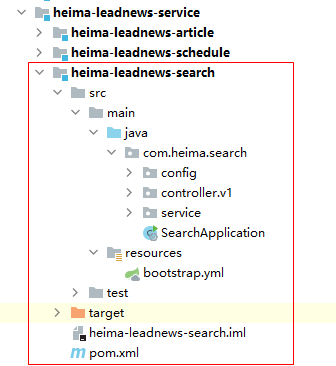 heima-leadnews-service
heima-leadnews-article
heima-leadnews-schedule
heima-leadnews-search
src
main
java
com.heima.search
config
controller.v1
service
SearchApplication
resources
bootstrap.yml
test
target
heima-leadnews-search.iml
pom.xml